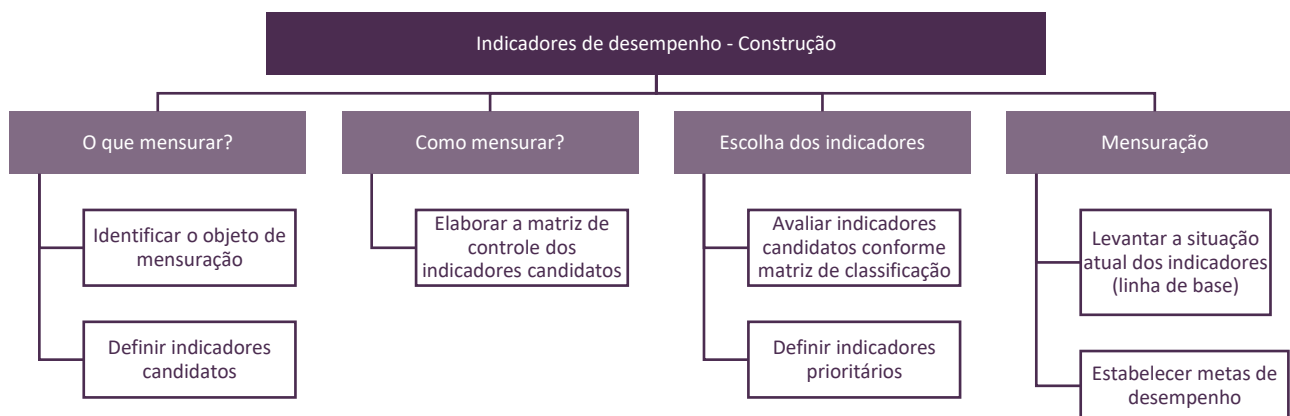 Indicadores de desempenho - Construção
O que mensurar?
Identificar o objeto de
mensuração
Definir indicadores
candidatos
Como mensurar?
Elaborar a matriz de
controle dos
indicadores candidatos
Escolha dos indicadores
Avaliar indicadores
candidatos conforme
matriz de classificação
Definir indicadores
prioritários
Mensuração
Levantar a situação
atual dos indicadores
(linha de base)
Estabelecer metas de
desempenho